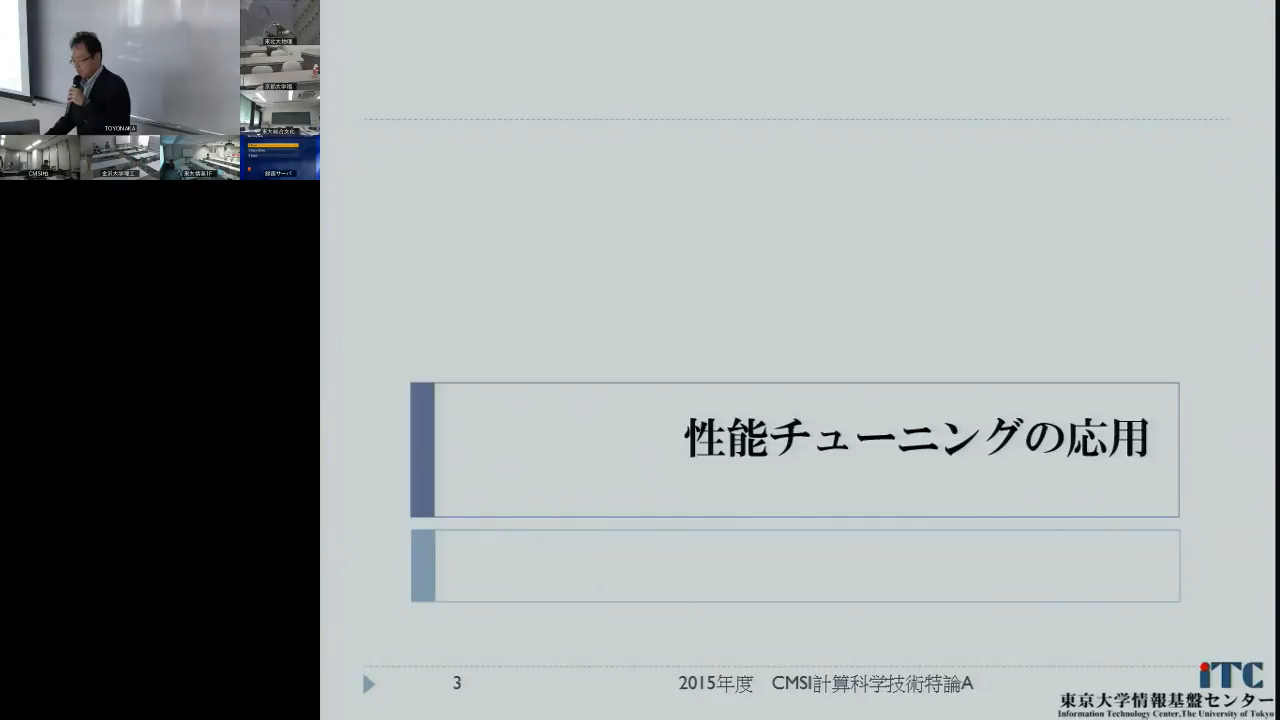 東北大物理
京都大学福
TOYONAKA
東大総合文化
CMSI柏
金沢大学理工
東大情基1F
録画サーバ
性能チューニングの応用
3
2015年度 CMSI計算科学技術特論A
iTC
東京大学情報基盤センター
Information Technology Center,The University of Tokyo